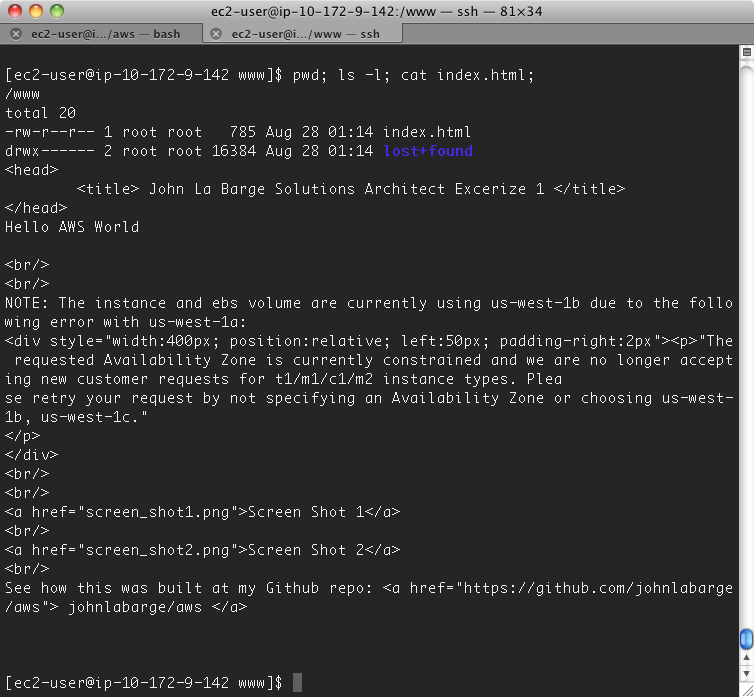 ec2-user@ip-10-172-9-142:/www — ssh — 81×34
ec2-user@i.../aws — bash
ec2-user@i.../www — ssh
[ec2-user@ip-10-172-9-142 www]$ pwd; ls -l; cat index.html;
/www
total 20
-rw-r--r-- 1 root root   785 Aug 28 01:14 index.html
drwx------ 2 root root 16384 Aug 28 01:14 lost+found
<head>
        <title> John La Barge Solutions Architect Excerize 1 </title>
</head>
Hello AWS World
<br/>
<br/>
NOTE: The instance and ebs volume are currently using us-west-1b due to the follo
wing error with us-west-1a:
<div style="width:400px; position:relative; left:50px; padding-right:2px"><p>"The
 requested Availability Zone is currently constrained and we are no longer accept
ing new customer requests for t1/m1/c1/m2 instance types. Plea
se retry your request by not specifying an Availability Zone or choosing us-west-
1b, us-west-1c."
</p>
</div>
<br/>
<br/>
<a href="screen_shot1.png">Screen Shot 1</a>
<br/>
<a href="screen_shot2.png">Screen Shot 2</a>
<br/>
See how this was built at my Github repo: <a href="https://github.com/johnlabarge
/aws"> johnlabarge/aws </a>
[ec2-user@ip-10-172-9-142 www]$